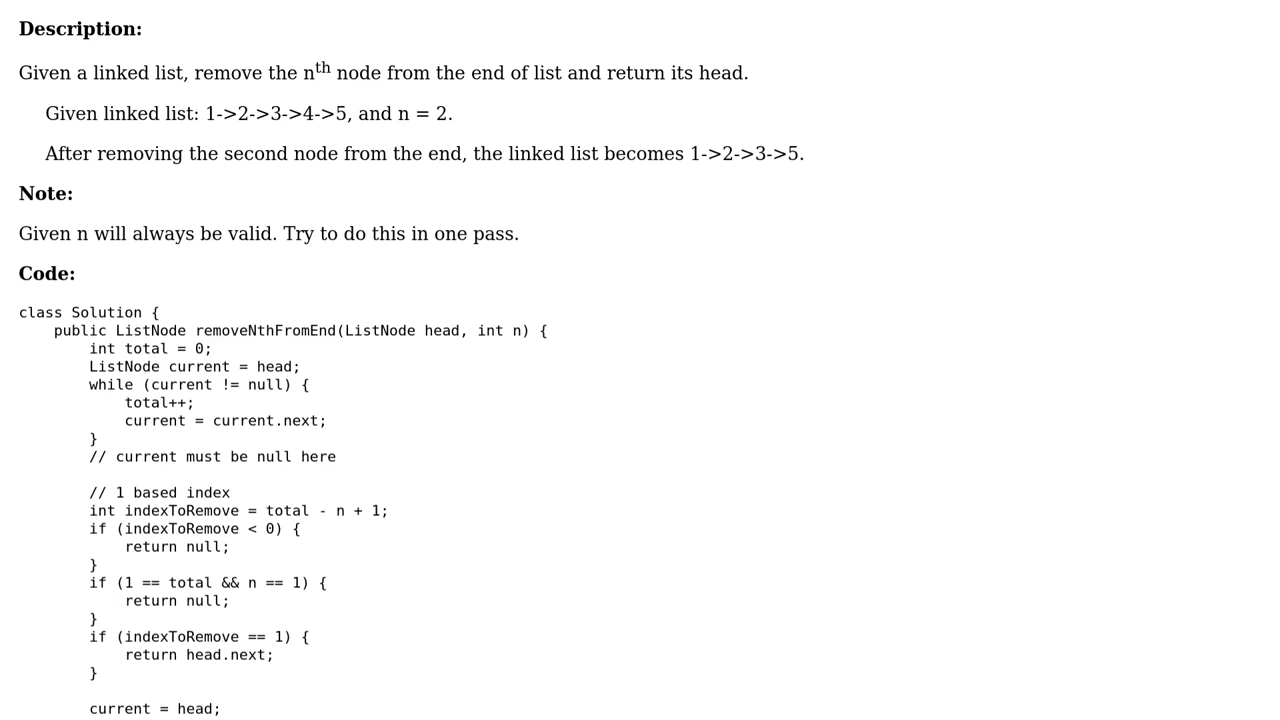 Description:
Given a linked list, remove the nth node from the end of list and return its head.
Given linked list: 1->2->3->4->5, and n = 2.
After removing the second node from the end, the linked list becomes 1->2->3->5.
Note:
Given n will always be valid. Try to do this in one pass.
Code:
class Solution {
    public ListNode removeNthFromEnd(ListNode head, int n) {
        int total = 0;
        ListNode current = head;
        while (current != null) {
            total++;
            current = current.next;
        }
        // current must be null here

        // 1 based index
        int indexToRemove = total - n + 1;
        if (indexToRemove < 0) {
            return null;
        }
        if (1 == total && n == 1) {
            return null;
        }
        if (indexToRemove == 1) {
            return head.next;
        }

        current = head;